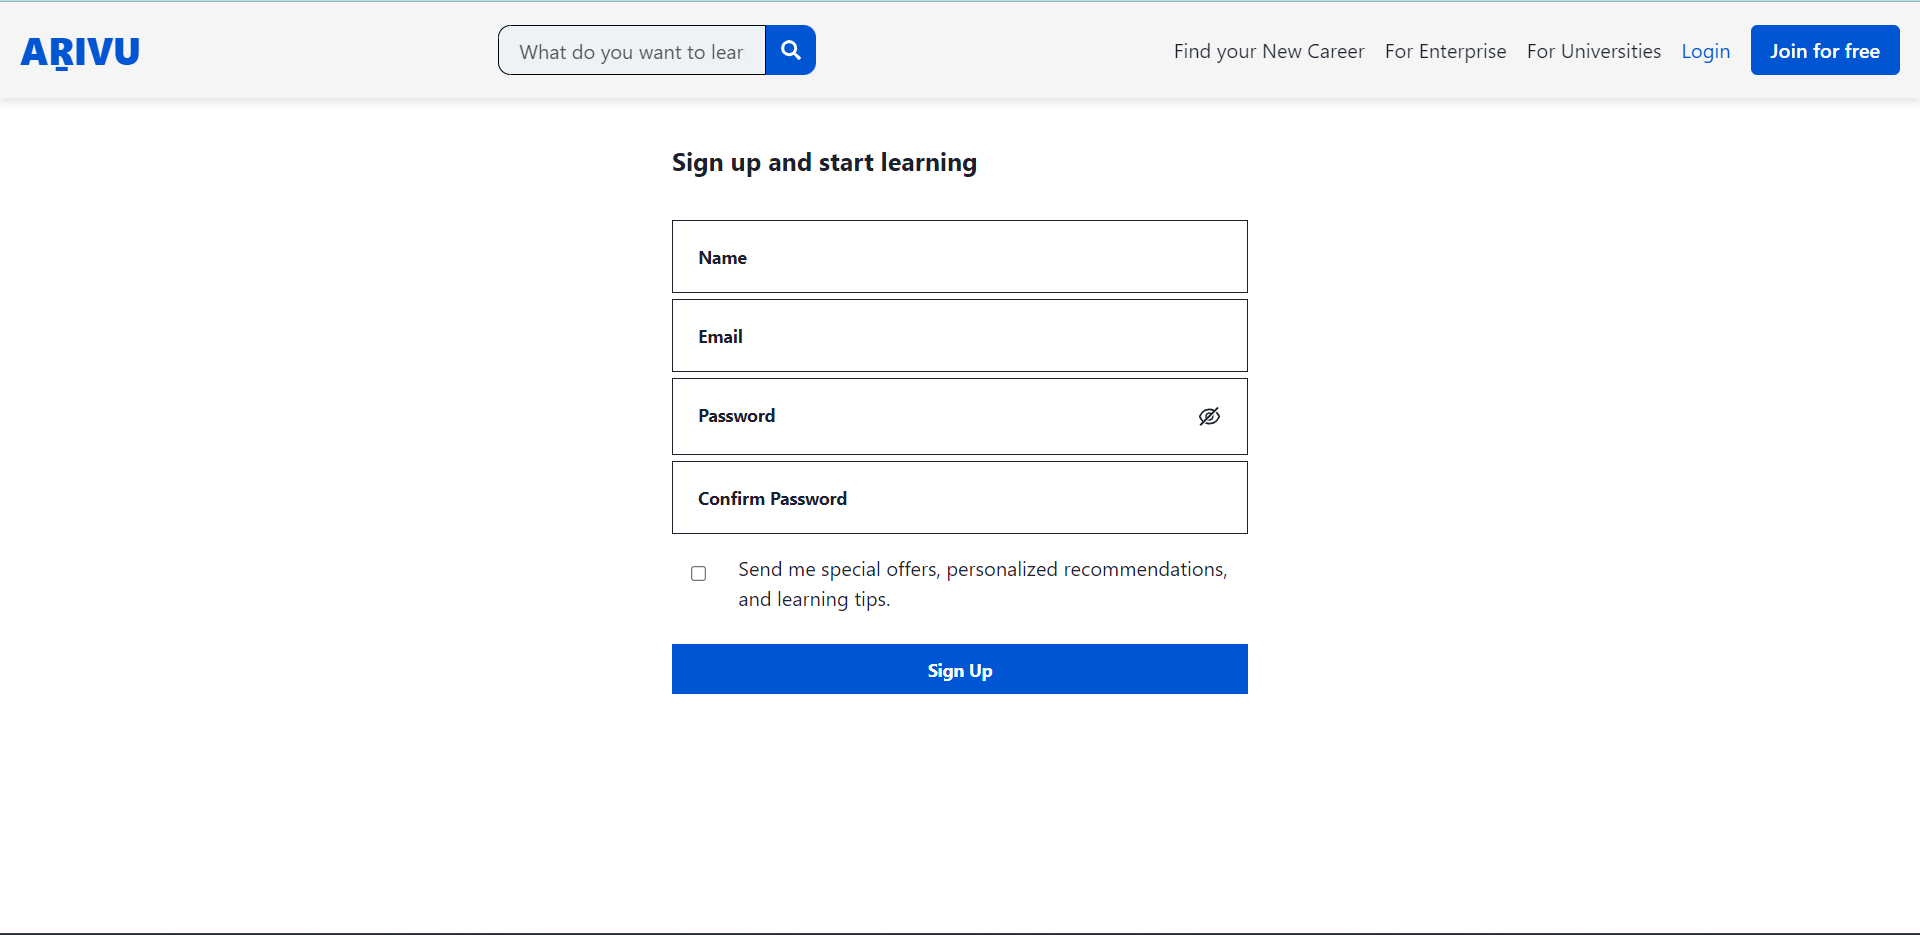 AṞIVU
What do you want to lear
Find your New Career
For Enterprise
For Universities
Login
Join for free
Sign up and start learning
Name
Email
Password
Confirm Password
Send me special offers, personalized recommendations,
and learning tips.
Sign Up